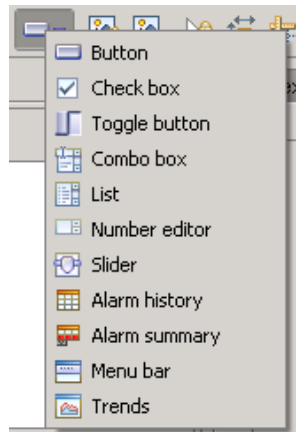 Button
Check box
Toggle button
Combo box
List
Number editor
Slider
Alarm history
Alarm summary
Menu bar
Trends